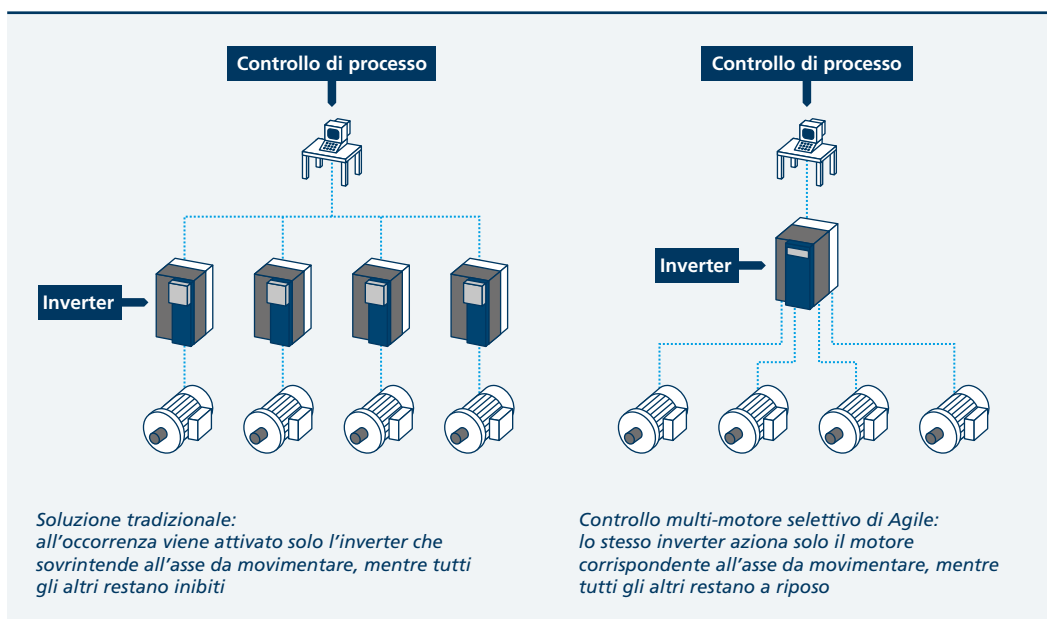 Controllo di processo
Inverter
Soluzione tradizionale:
all’occorrenza viene attivato solo l’inverter che
sovrintende all’asse da movimentare, mentre tutti
gli altri restano inibiti
Controllo di processo
Inverter
Controllo multi-motore selettivo di Agile:
lo stesso inverter aziona solo il motore
corrispondente all’asse da movimentare, mentre
tutti gli altri restano a riposo